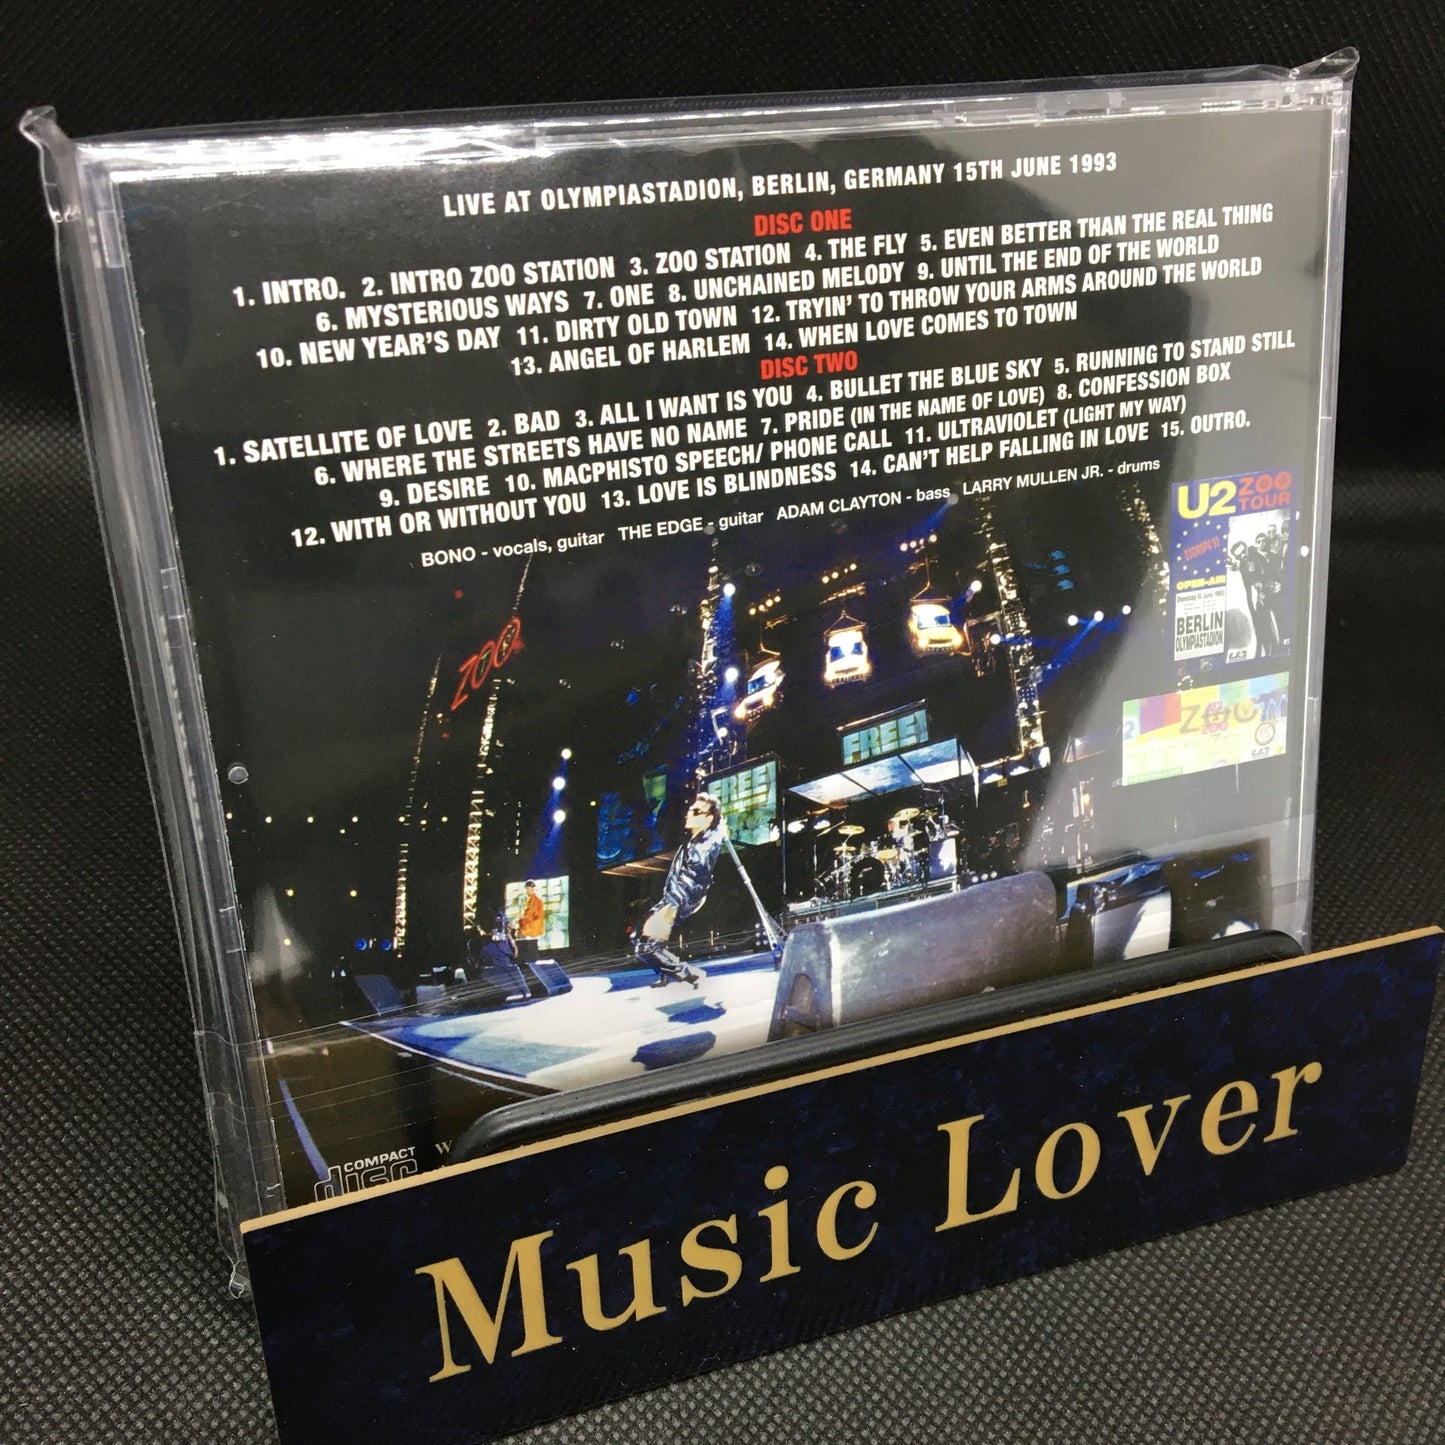 LIVE AT OLYMPIASTADION, BERLIN, GERMANY 15TH JUNE 1993
DISC ONE
1. INTRO. 2. INTRO ZOO STATION 3. ZOO STATION 4. THE FLY 5. EVEN BETTER THAN THE REAL THING
6. MYSTERIOUS WAYS 7. ONE 8. UNCHAINED MELODY 9. UNTIL THE END OF THE WORLD
10. NEW YEAR'S DAY 11. DIRTY OLD TOWN 12. TRYIN' TO THROW YOUR ARMS AROUND THE WORLD
13. ANGEL OF HARLEM 14. WHEN LOVE COMES TO TOWN
DISC TWO
1. SATELLITE OF LOVE 2. BAD 3. ALL I WANT IS YOU 4. BULLET THE BLUE SKY 5. RUNNING TO STAND STILL
6. WHERE THE STREETS HAVE NO NAME 7. PRIDE (IN THE NAME OF LOVE) 8. CONFESSION BOX
9. DESIRE 10. MACPHISTO SPEECH/ PHONE CALL 11. ULTRAVIOLET (LIGHT MY WAY)
12. WITH OR WITHOUT YOU 13. LOVE IS BLINDNESS 14. CAN'T HELP FALLING IN LOVE 15. OUTRO.
BONO - vocals, guitar THE EDGE - guitar ADAM CLAYTON - bass LARRY MULLEN JR. - drums
U2 ZOO
TOUR
OPEN-AIR
BERLIN
OLYMPIASTADION
ZOO
FREE!
FREE!
FREE!
COMPACT
disc
Music Lover